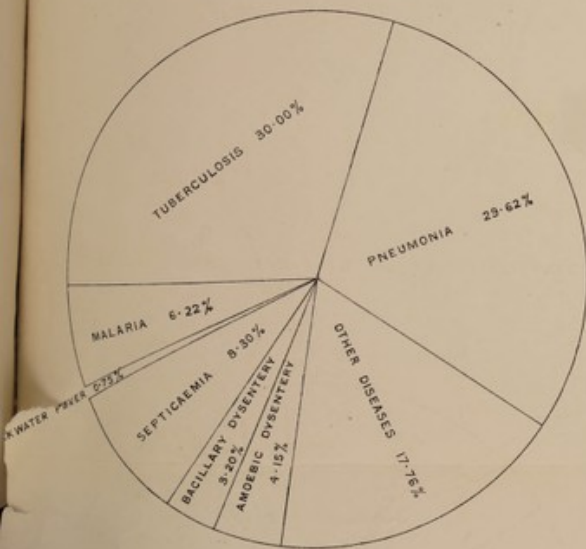 TUBERCULOSIS 30·00%
PNEUMONIA 29·62%
MALARIA 6·22%
WATER FEVER 0·75%
SEPTICAEMIA 8·30%
BACILLARY DYSENTERY
3·20%
AMOEBIC DYSENTERY
4·15%
OTHER DISEASES 17·76%